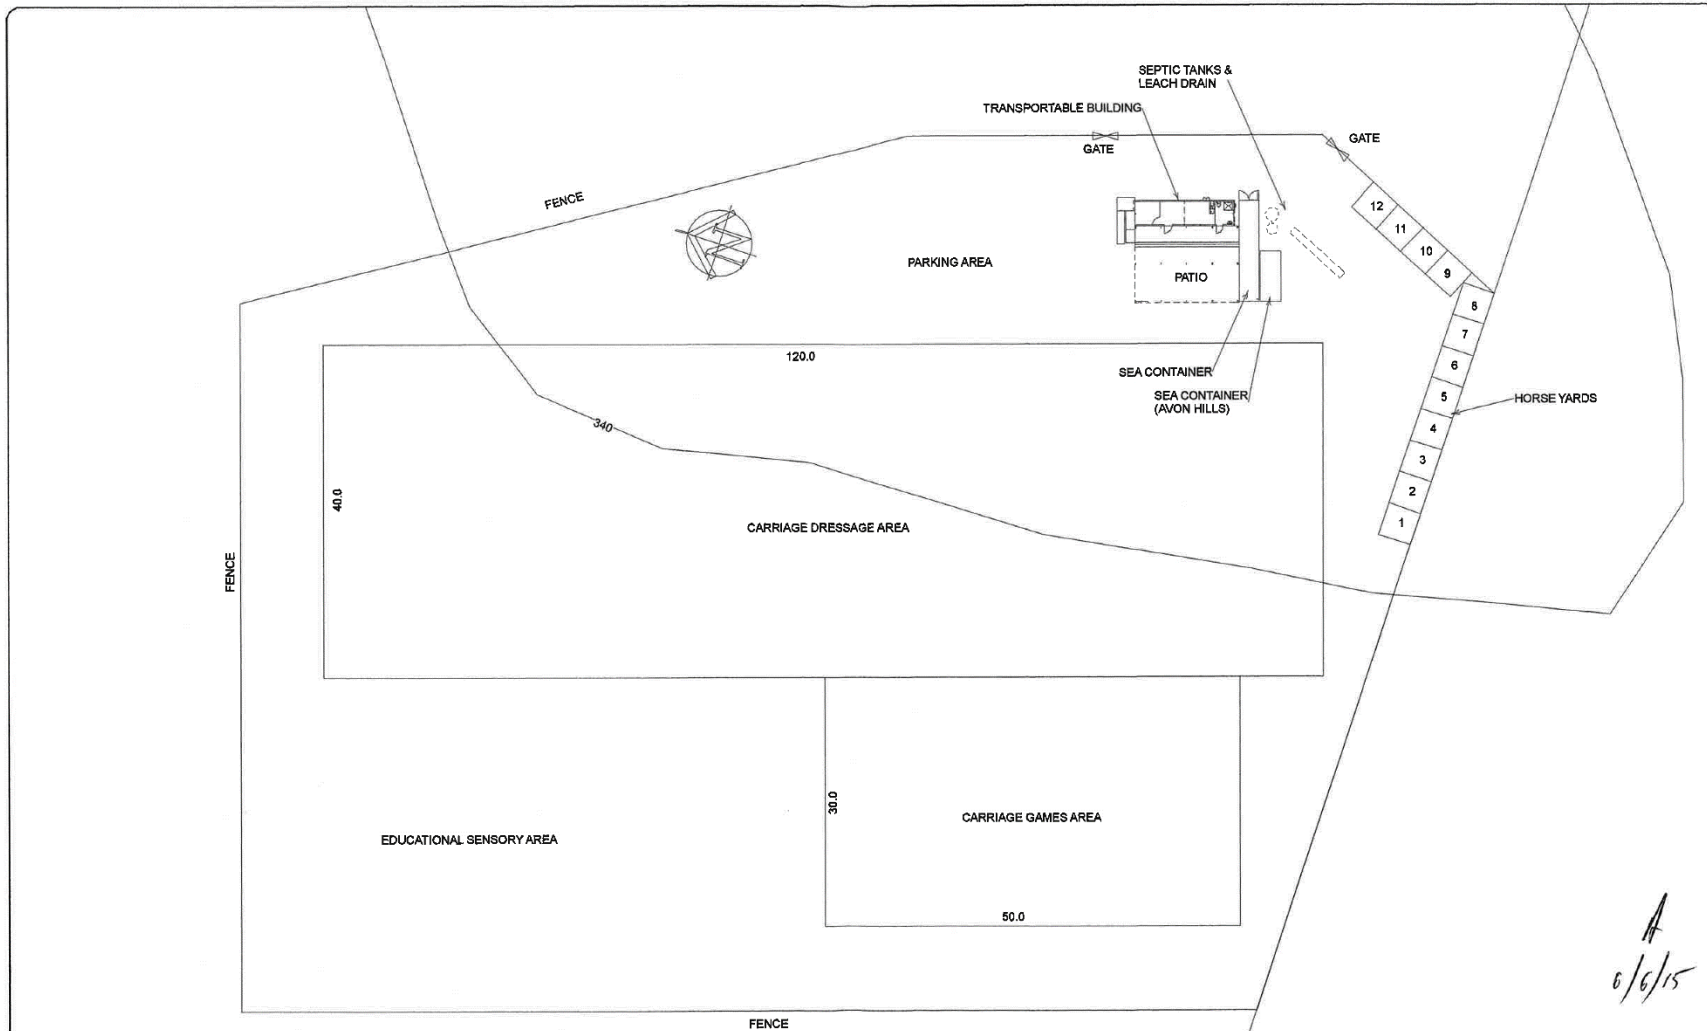 SEPTIC TANKS &
LEACH DRAIN
TRANSPORTABLE BUILDING
GATE
GATE
FENCE
12
11
10
9
PARKING AREA
PATIO
8
7
6
5
4
3
2
1
120.0
SEA CONTAINER
SEA CONTAINER
(AVON HILLS)
HORSE YARDS
340
40.0
CARRIAGE DRESSAGE AREA
FENCE
30.0
CARRIAGE GAMES AREA
EDUCATIONAL SENSORY AREA
50.0
A
6/6/15
FENCE